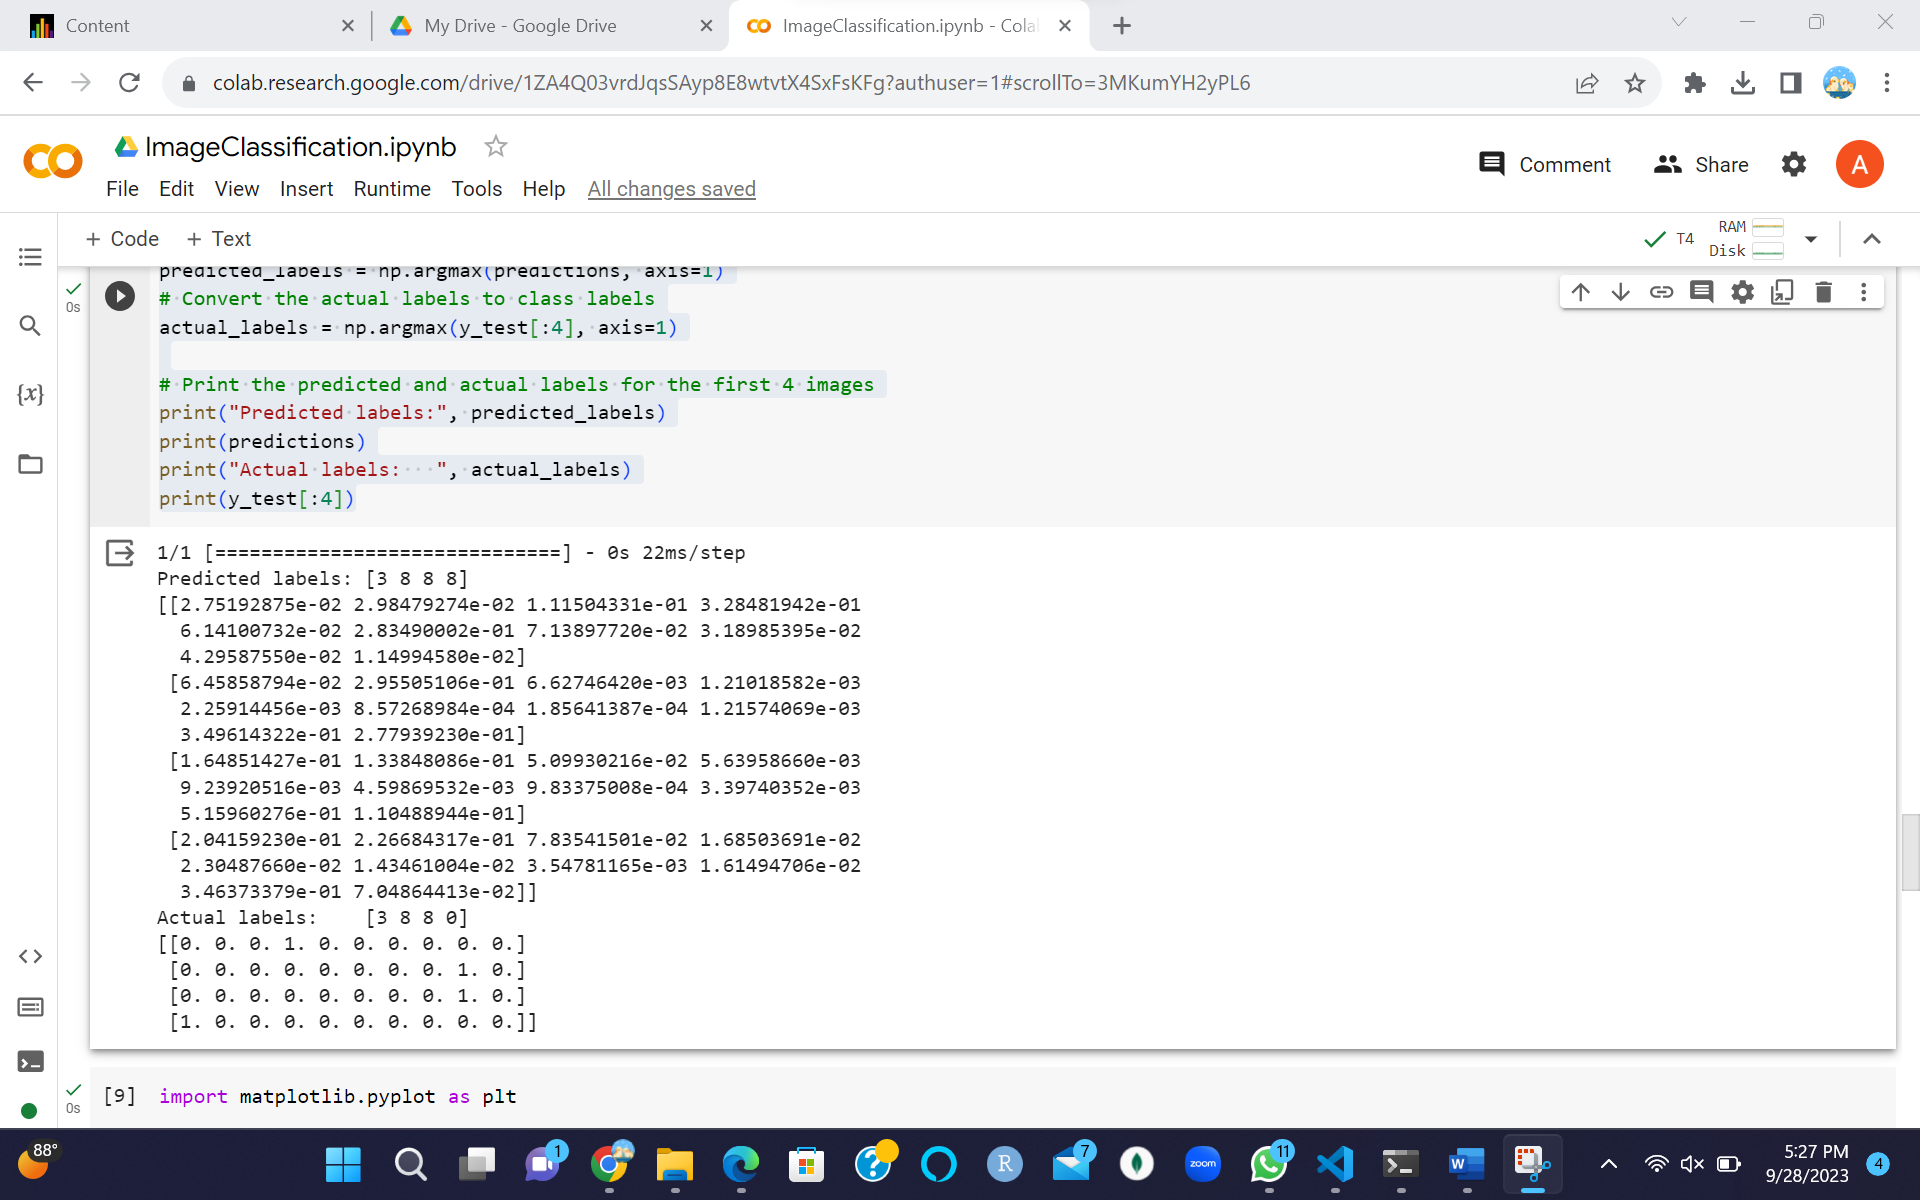 Content
My Drive - Google Drive
ImageClassification.ipynb - Cola
colab.research.google.com/drive/1ZA4Q03vrdJqsSAyp8E8wtvtX4SxFsKFg?authuser=1#scrollTo=3MKumYH2yPL6
ImageClassification.ipynb
Comment
Share
A
File Edit View Insert Runtime Tools Help All changes saved
+ Code + Text
T4
RAM
Disk
0s
predicted_labels = np.argmax(predictions, axis=1)
# Convert the actual labels to class labels
actual_labels = np.argmax(y_test[:4], axis=1)
# Print the predicted and actual labels for the first 4 images
print("Predicted labels:", predicted_labels)
print(predictions)
print("Actual labels:   ", actual_labels)
print(y_test[:4])
1/1 [==============================] - 0s 22ms/step
Predicted labels: [3 8 8 8]
[[2.75192875e-02 2.98479274e-02 1.11504331e-01 3.28481942e-01
6.14100732e-02 2.83490002e-01 7.13897720e-02 3.18985395e-02
4.29587550e-02 1.14994580e-02]
[6.45858794e-02 2.95505106e-01 6.62746420e-03 1.21018582e-03
2.25914456e-03 8.57268984e-04 1.85641387e-04 1.21574069e-03
3.49614322e-01 2.77939230e-01]
[1.64851427e-01 1.33848086e-01 5.09930216e-02 5.63958660e-03
9.23920516e-03 4.59869532e-03 9.83375008e-04 3.39740352e-03
5.15960276e-01 1.10488944e-01]
[2.04159230e-01 2.26684317e-01 7.83541501e-02 1.68503691e-02
2.30487660e-02 1.43461004e-02 3.54781165e-03 1.61494706e-02
3.46373379e-01 7.04864413e-02]]
Actual labels:    [3 8 8 0]
[[0. 0. 0. 1. 0. 0. 0. 0. 0. 0.]
[0. 0. 0. 0. 0. 0. 0. 0. 1. 0.]
[0. 0. 0. 0. 0. 0. 0. 0. 1. 0.]
[1. 0. 0. 0. 0. 0. 0. 0. 0. 0.]]
0s
[9] import matplotlib.pyplot as plt
88°
1
R
7
zoom
11
W
5:27 PM
9/28/2023
4